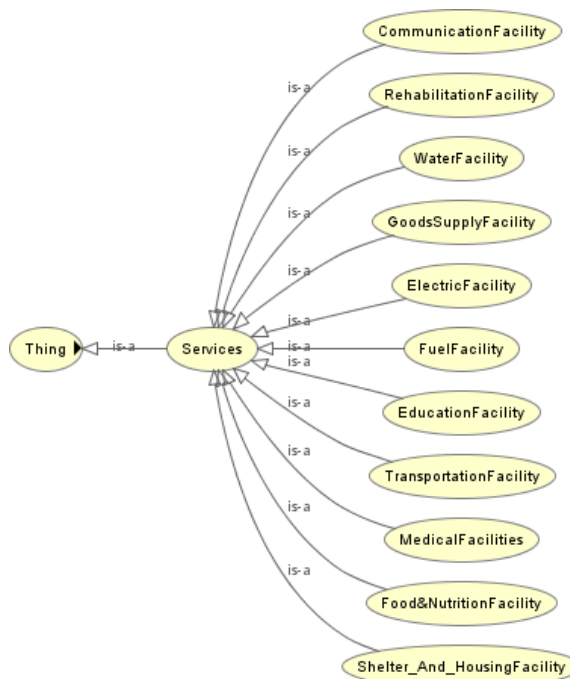 CommunicationFacility
is-a
RehabilitationFacility
is-a
WaterFacility
is-a
GoodsSupplyFacility
is-a
ElectricFacility
is-a
Thing
is-a
Services
is-a
FuelFacility
is-a
EducationFacility
is-a
TransportationFacility
is-a
MedicalFacilities
is-a
Food&NutritionFacility
is-a
Shelter_And_HousingFacility